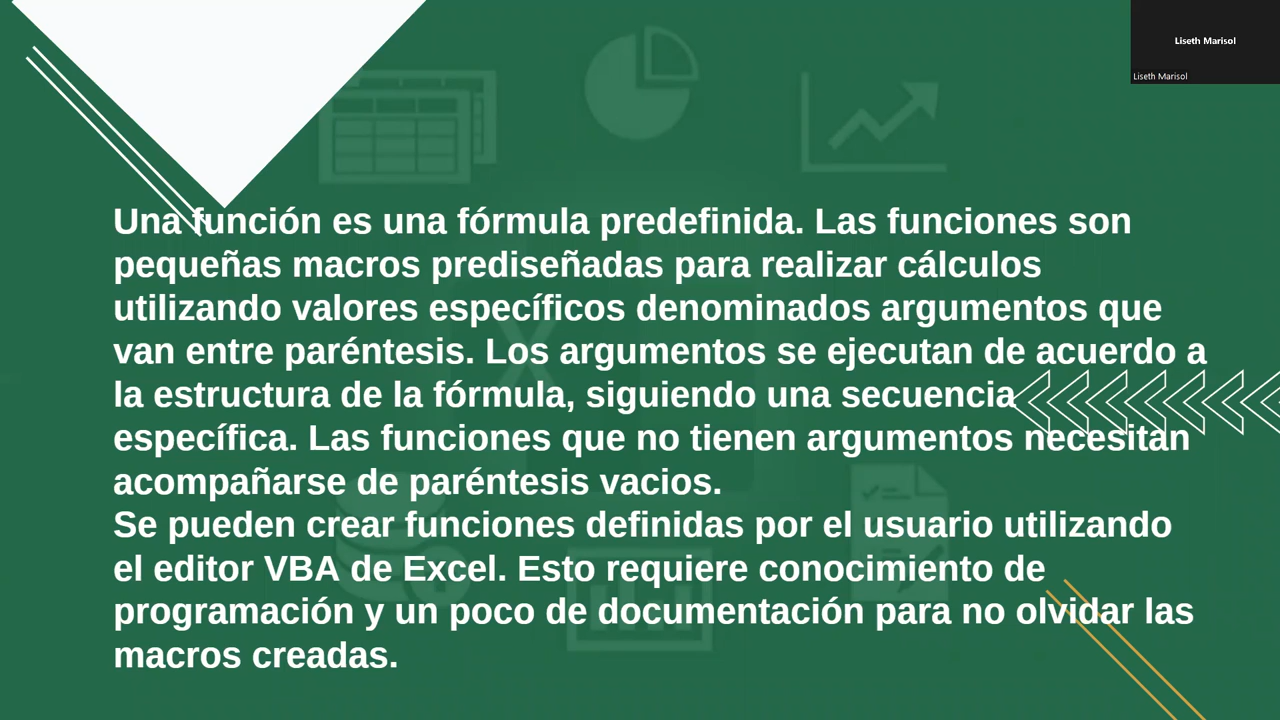 Liseth Marisol
Liseth Marisol
Una función es una fórmula predefinida. Las funciones son
pequeñas macros prediseñadas para realizar cálculos
utilizando valores específicos denominados argumentos que
van entre paréntesis. Los argumentos se ejecutan de acuerdo a
la estructura de la fórmula, siguiendo una secuencia
específica. Las funciones que no tienen argumentos necesitan
acompañarse de paréntesis vacios.
Se pueden crear funciones definidas por el usuario utilizando
el editor VBA de Excel. Esto requiere conocimiento de
programación y un poco de documentación para no olvidar las
macros creadas.